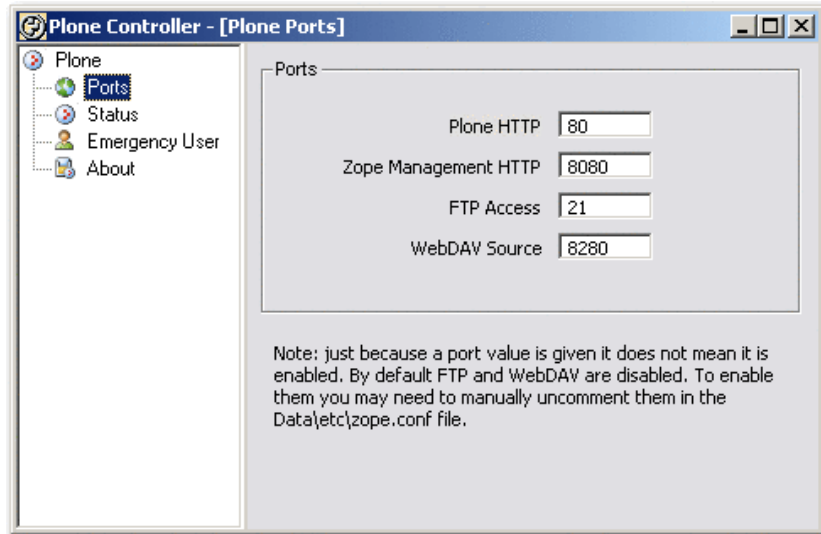 Plone Controller - [Plone Ports]
Plone
Ports
Status
Emergency User
About
Ports
Plone HTTP 80
Zope Management HTTP 8080
FTP Access 21
WebDAV Source 8280
Note: just because a port value is given it does not mean it is
enabled. By default FTP and WebDAV are disabled. To enable
them you may need to manually uncomment them in the
Data\etc\zope.conf file.